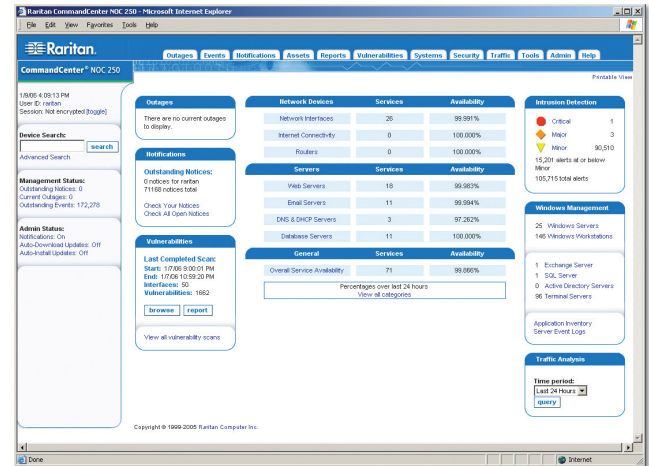 Raritan CommandCenter NOC 250 - Microsoft Internet Explorer
File Edit View Favorites Tools Help
Raritan.
Outages Events Notifications Assets Reports Vulnerabilities Systems Security Traffic Tools Admin Help
CommandCenter® NOC 250
Printable View
1/9/06 4:09:13 PM
User ID: raritan
Session: Not encrypted [toggle]
Device Search:
search
Advanced Search
Management Status:
Outstanding Notices: 0
Current Outages: 0
Outstanding Events: 172,278
Admin Status:
Notifications: On
Auto-Download Updates: Off
Auto-Install Updates: Off
Outages
There are no current outages
to display.
Notifications
Outstanding Notices:
0 notices for raritan
71168 notices total
Check Your Notices
Check All Open Notices
Vulnerabilities
Last Completed Scan:
Start: 1/7/06 9:00:01 PM
End: 1/7/06 10:59:20 PM
Interfaces: 50
Vulnerabilities: 1662
browse report
View all vulnerability scans
Network Devices Services Availability
Network Interfaces 26 99.991%
Internet Connectivity 0 100.000%
Routers 0 100.000%
Servers Services Availability
Web Servers 18 99.983%
Email Servers 11 99.994%
DNS & DHCP Servers 3 97.262%
Database Servers 11 100.000%
General Services Availability
Overall Service Availability 71 99.866%
Percentages over last 24 hours
View all categories
Intrusion Detection
Critical 1
Major 3
Minor 90,510
15,201 alerts at or below
Minor
105,715 total alerts
Windows Management
25 Windows Servers
146 Windows Workstations
1 Exchange Server
1 SQL Server
0 Active Directory Servers
96 Terminal Servers
Application Inventory
Server Event Logs
Traffic Analysis
Time period:
Last 24 Hours
query
Copyright © 1999-2005 Raritan Computer Inc.
Done
Internet